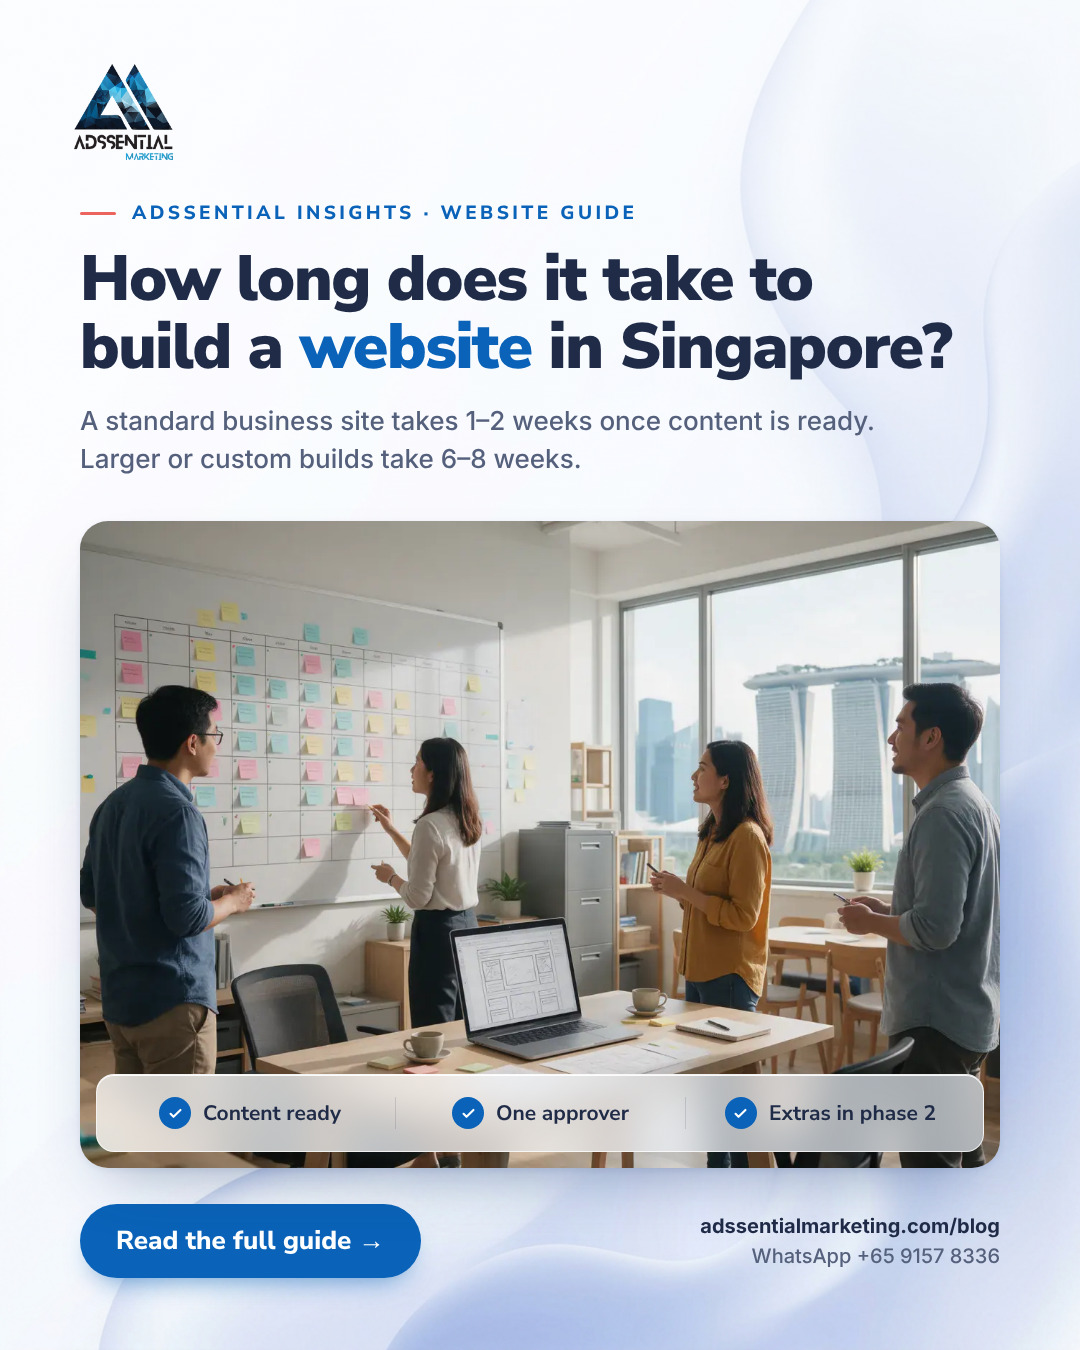 ADSSENTIAL
MARKETING
ADSSENTIAL INSIGHTS · WEBSITE GUIDE
How long does it take to
build a website in Singapore?
A standard business site takes 1–2 weeks once content is ready.
Larger or custom builds take 6–8 weeks.
Content ready
One approver
Extras in phase 2
Read the full guide →
adssentialmarketing.com/blog
WhatsApp +65 9157 8336